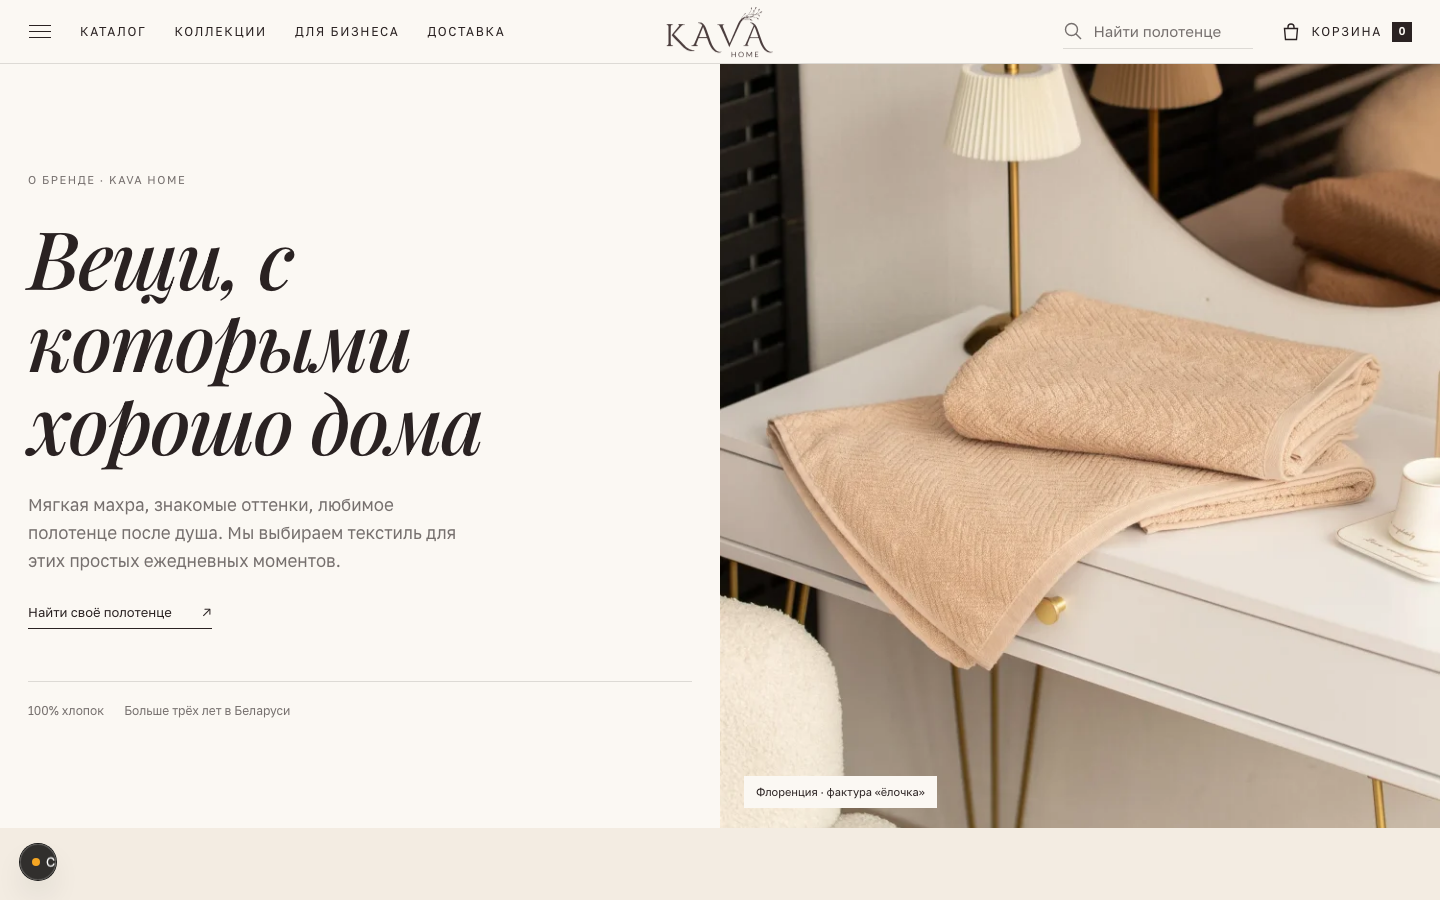 КАТАЛОГ КОЛЛЕКЦИИ ДЛЯ БИЗНЕСА ДОСТАВКА
KAVA
HOME
Найти полотенце
КОРЗИНА 0
О БРЕНДЕ · KAVA HOME
Вещи, с
которыми
хорошо дома
Мягкая махра, знакомые оттенки, любимое
полотенце после душа. Мы выбираем текстиль для
этих простых ежедневных моментов.
Найти своё полотенце
100% хлопок Больше трёх лет в Беларуси
Флоренция · фактура «ёлочка»